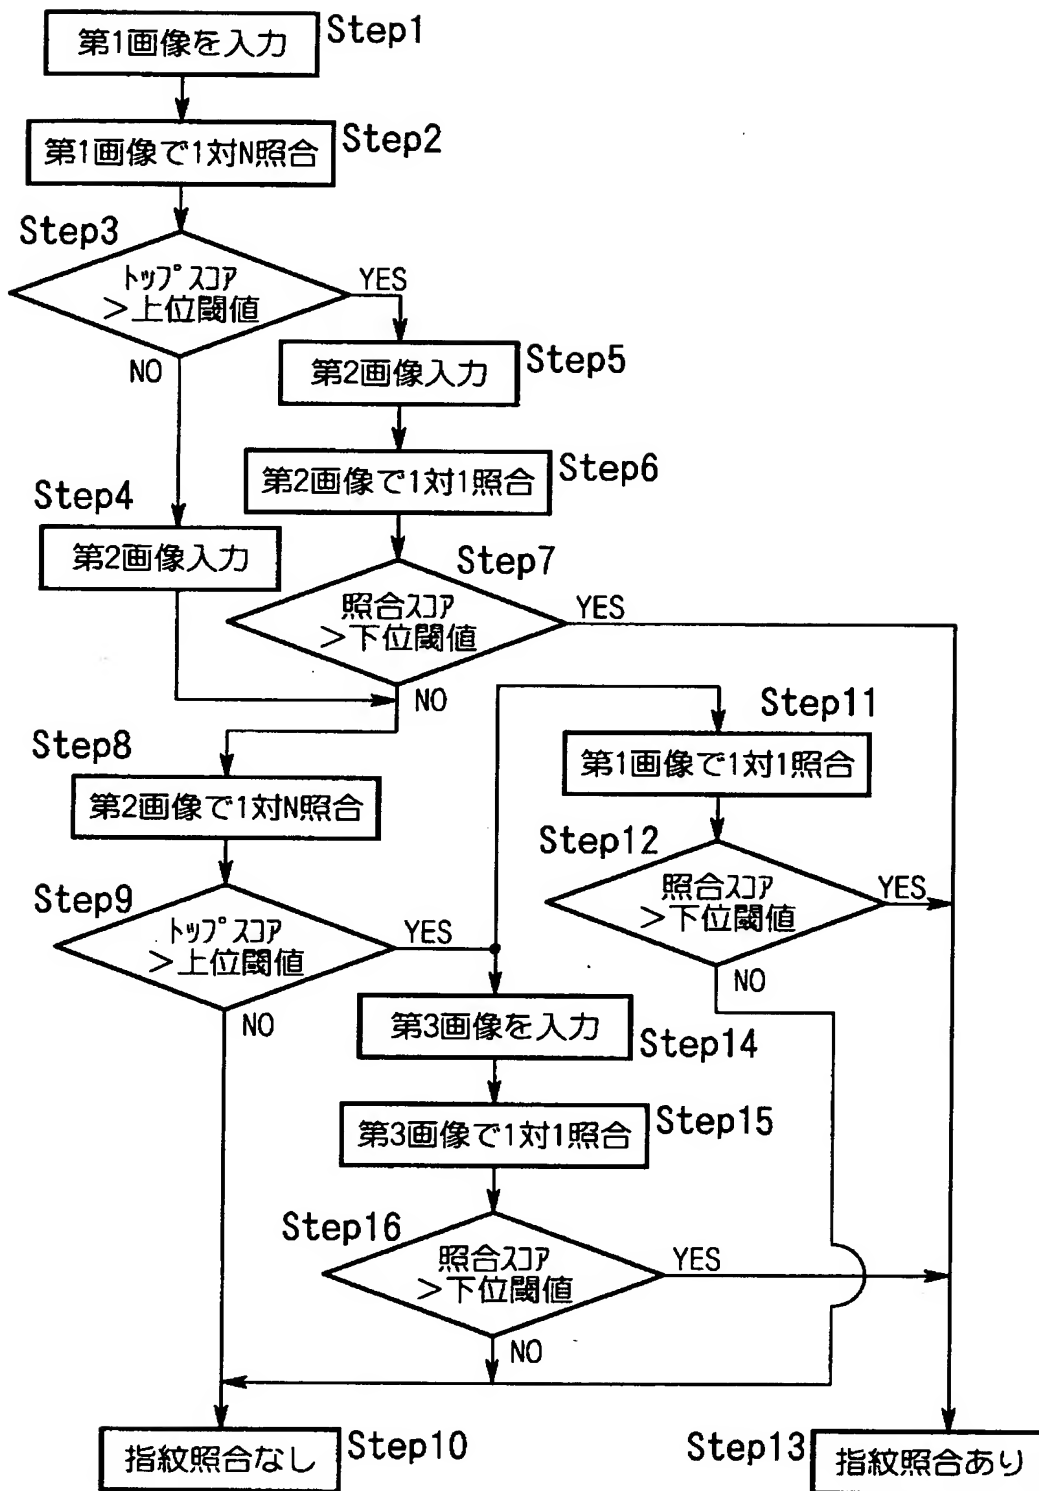 第1画像を入力
Step1
第1画像で1対N照合
Step2
Step3
ﾄｯﾌﾟｽｺｱ
＞上位閾値
YES
NO
第2画像入力
Step5
第2画像で1対1照合
Step6
Step4
第2画像入力
Step7
照合ｽｺｱ
＞下位閾値
YES
NO
Step8
第2画像で1対N照合
Step11
第1画像で1対1照合
Step12
照合ｽｺｱ
＞下位閾値
YES
NO
Step9
ﾄｯﾌﾟｽｺｱ
＞上位閾値
YES
NO
第3画像を入力
Step14
第3画像で1対1照合
Step15
Step16
照合ｽｺｱ
＞下位閾値
YES
NO
指紋照合なし
Step10
Step13
指紋照合あり